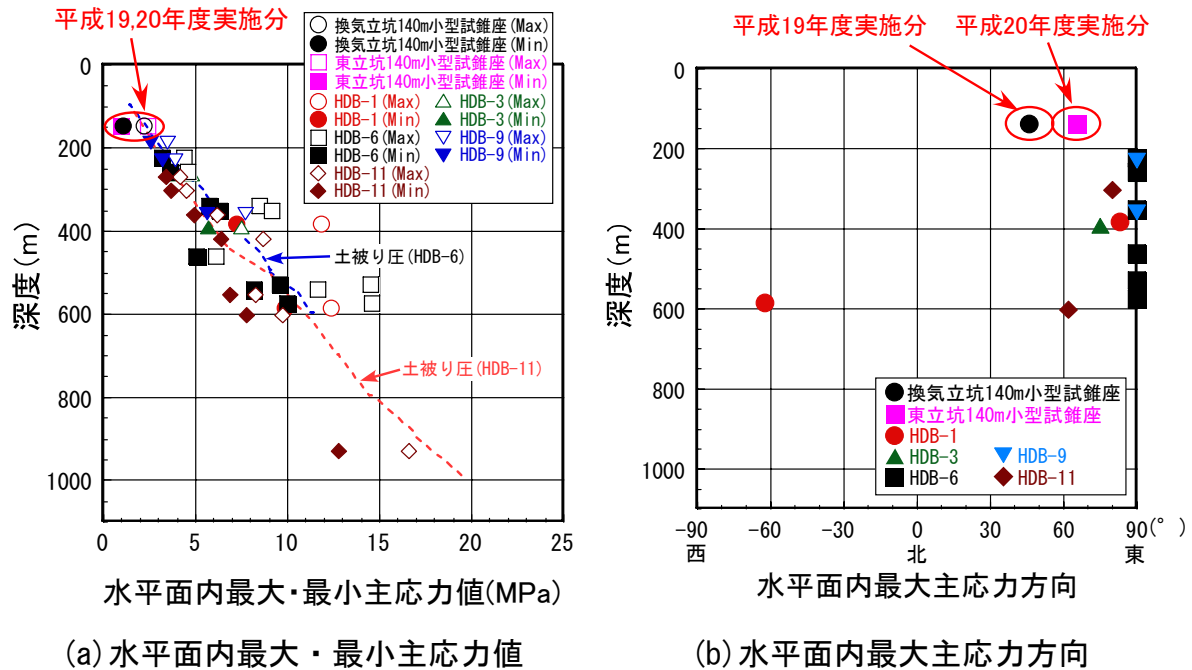 平成19,20年度実施分
換気立坑140m小型試錐座(Max)
換気立坑140m小型試錐座(Min)
東立坑140m小型試錐座(Max)
東立坑140m小型試錐座(Min)
HDB-1(Max) HDB-3(Max)
HDB-1(Min) HDB-3(Min)
HDB-6(Max) HDB-9(Max)
HDB-6(Min) HDB-9(Min)
HDB-11(Max)
HDB-11(Min)
0
200
400
600
800
1000
深度(m)
土被り圧(HDB-6)
土被り圧(HDB-11)
0 5 10 15 20 25
水平面内最大・最小主応力値(MPa)
(a)水平面内最大・最小主応力値
平成19年度実施分
平成20年度実施分
0
200
400
600
800
1000
深度(m)
換気立坑140m小型試錐座
東立坑140m小型試錐座
HDB-1
HDB-3 HDB-9
HDB-6 HDB-11
-90 -60 -30 0 30 60 90(°)
西 北 東
水平面内最大主応力方向
(b)水平面内最大主応力方向